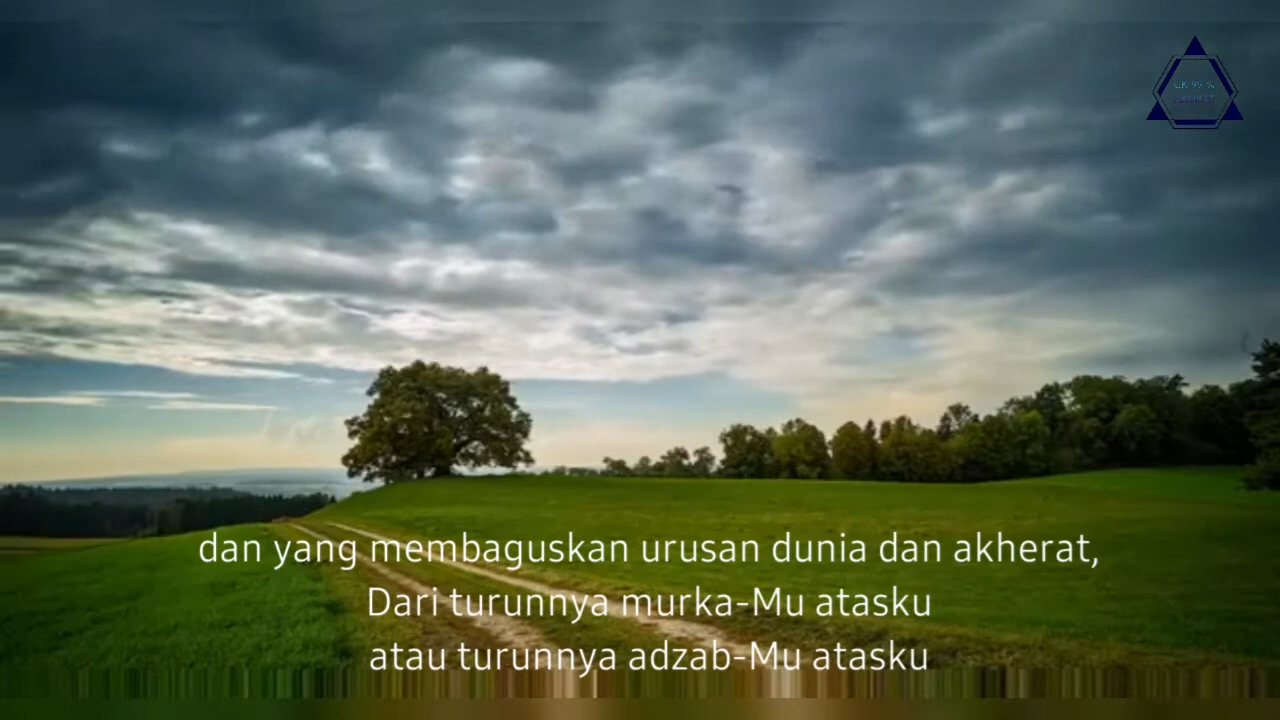 dan yang membaguskan urusan dunia dan akherat,
Dari turunnya murka-Mu atasku
atau turunnya adzab-Mu atasku